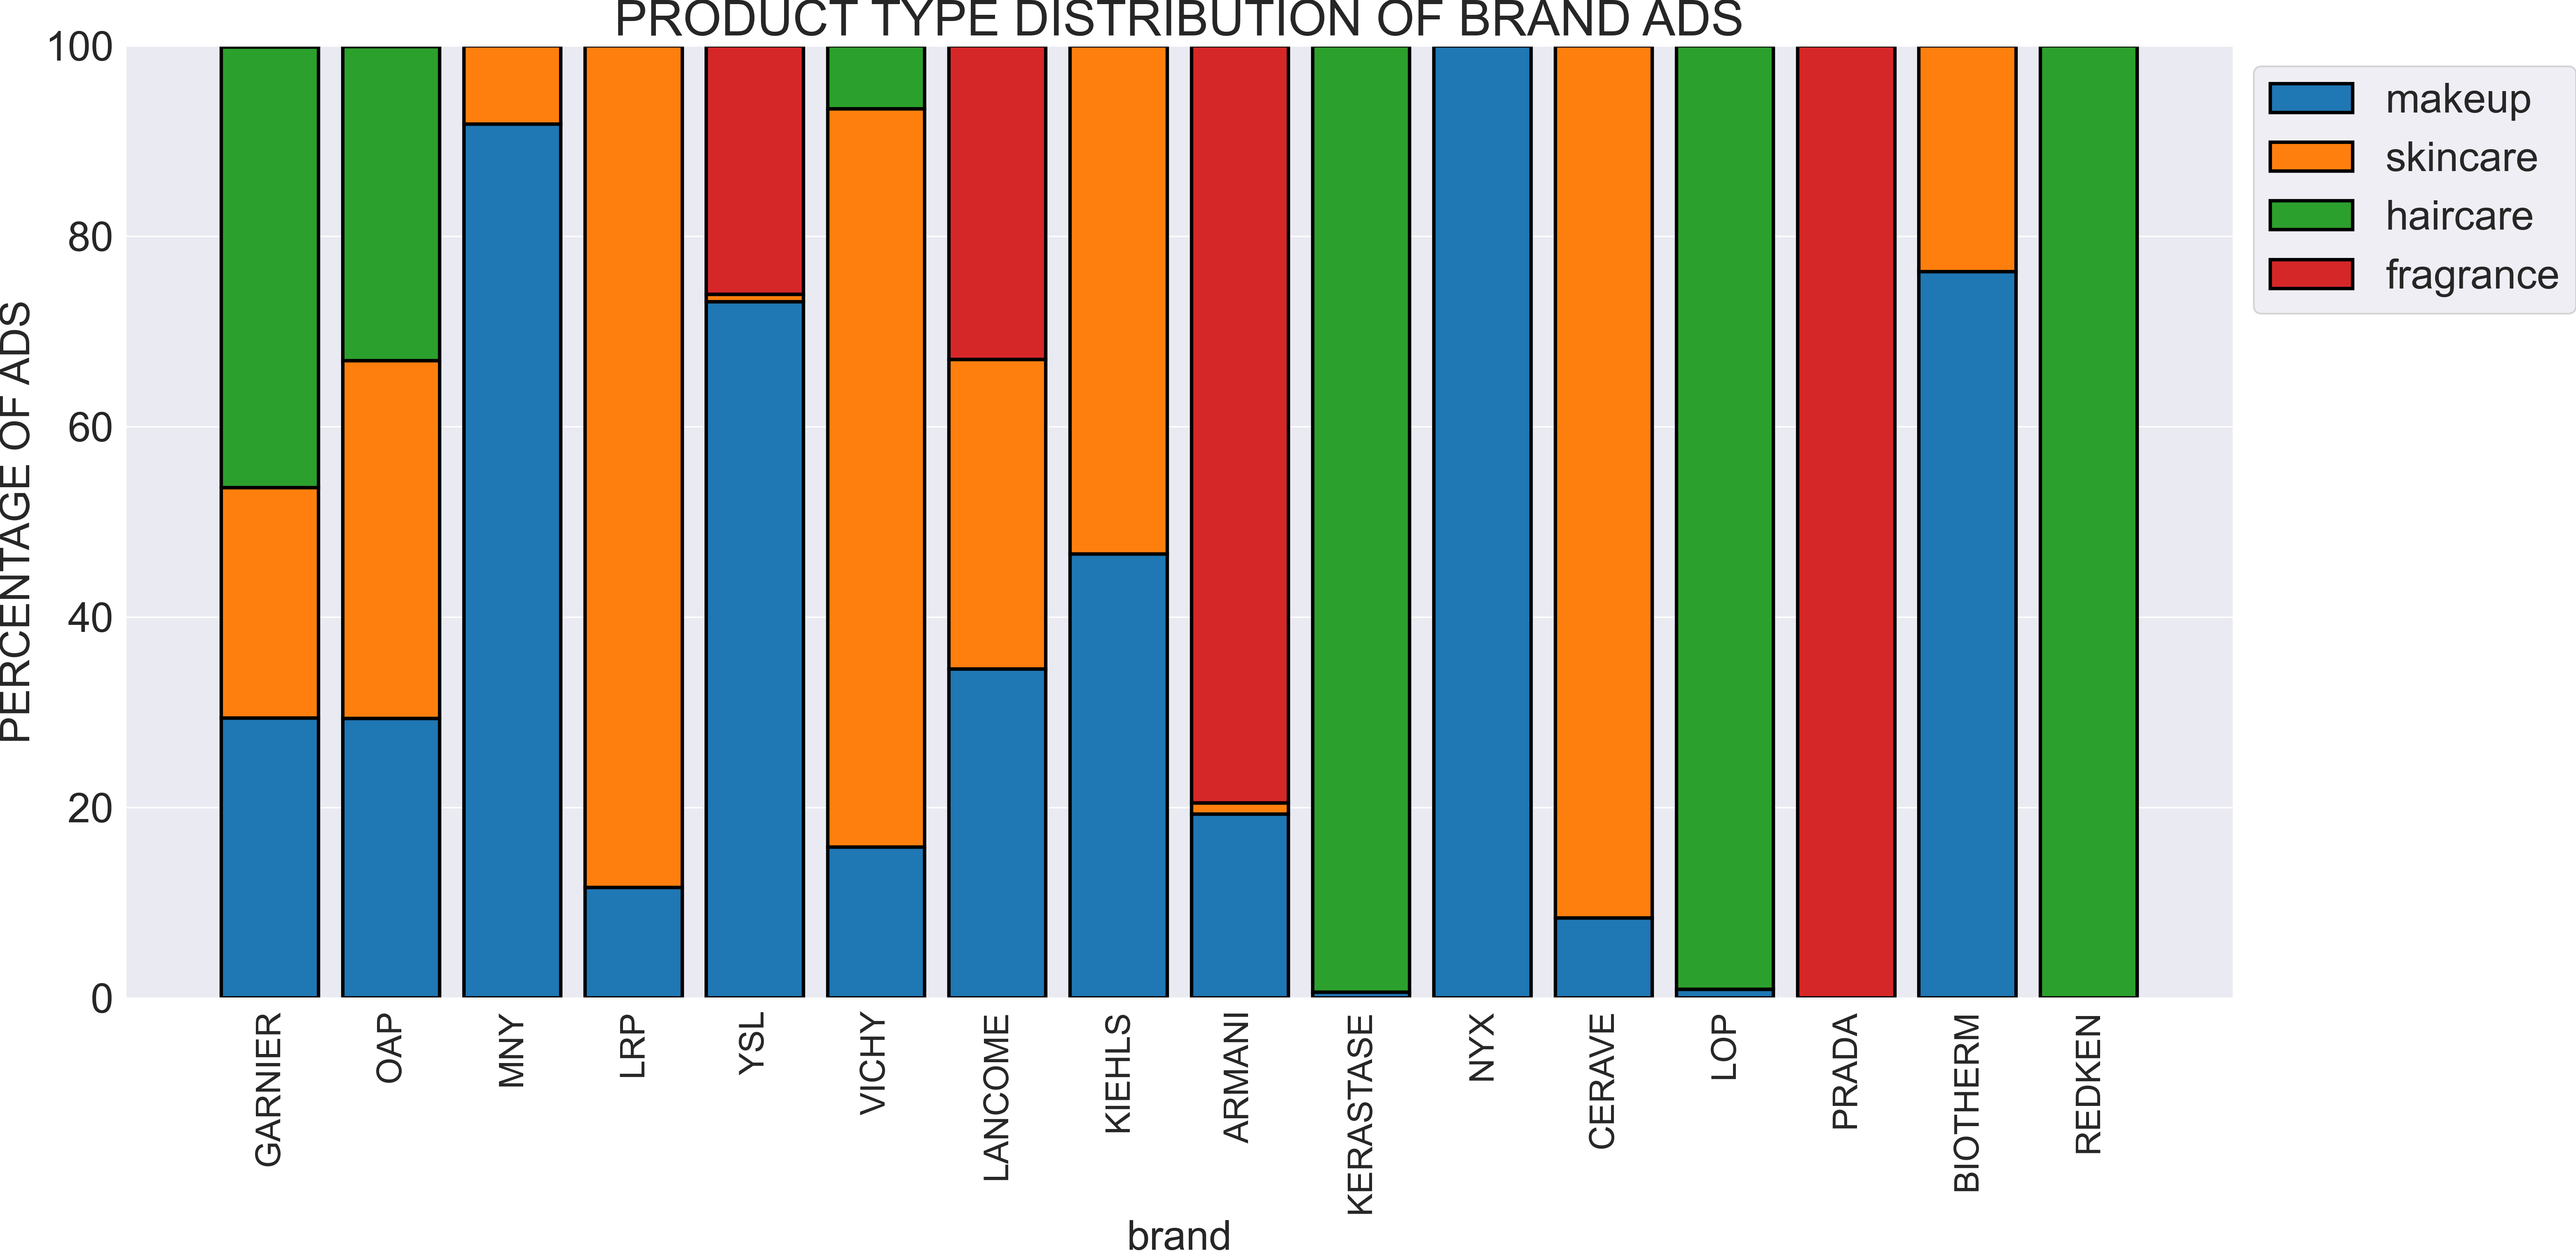 PRODUCT TYPE DISTRIBUTION OF BRAND ADS
PERCENTAGE OF ADS
100
80
60
40
20
0
makeup
skincare
haircare
fragrance
GARNIER
OAP
MNY
LRP
YSL
VICHY
LANCOME
KIEHLS
ARMANI
KERASTASE
NYX
CERAVE
LOP
PRADA
BIOTHERM
REDKEN
brand